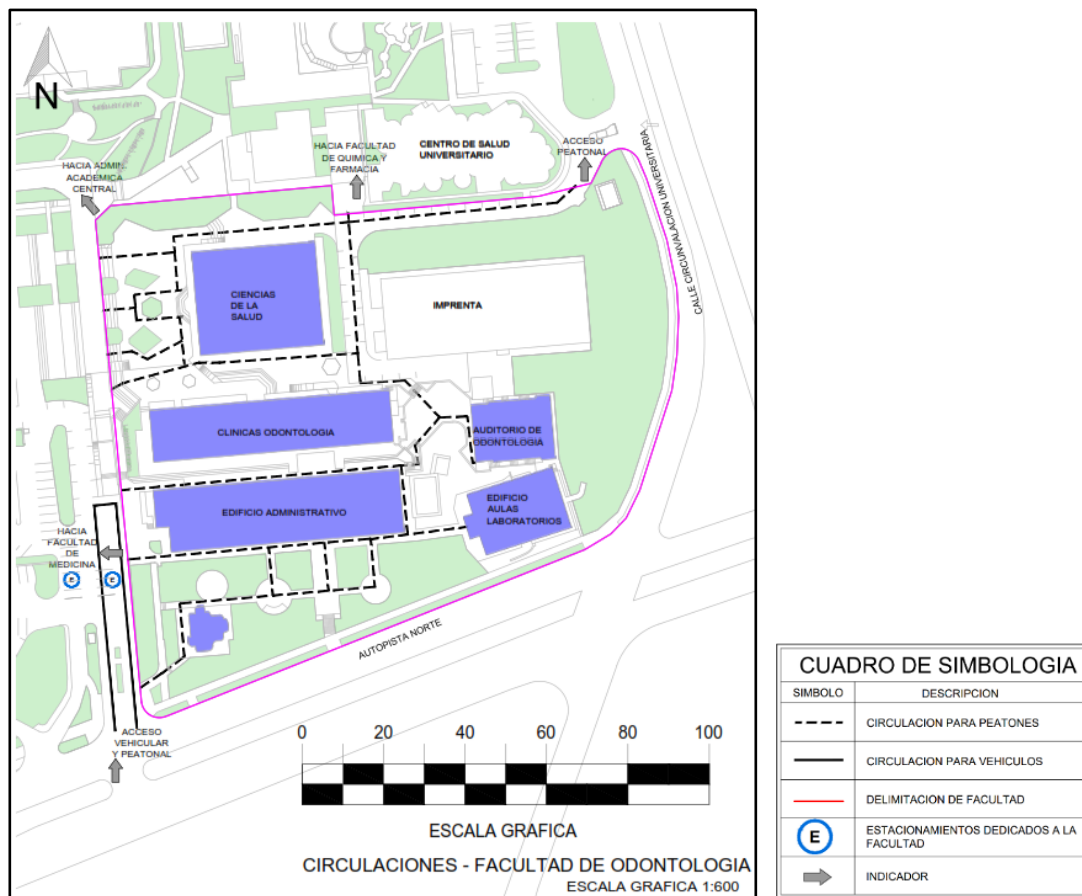 N
HACIA ADMIN.
ACADEMICA
CENTRAL
HACIA FACULTAD
DE QUIMICA Y
FARMACIA
CENTRO DE SALUD
UNIVERSITARIO
ACCESO
PEATONAL
CALLE CIRCUNVALACION UNIVERSITARIA
CIENCIAS
DE LA
SALUD
IMPRENTA
CLINICAS ODONTOLOGIA
AUDITORIO DE
ODONTOLOGIA
EDIFICIO ADMINISTRATIVO
EDIFICIO
AULAS
LABORATORIOS
HACIA
FACULTAD
DE
MEDICINA
E
E
AUTOPISTA NORTE
ACCESO
VEHICULAR
Y PEATONAL
0 20 40 60 80 100
ESCALA GRAFICA
CIRCULACIONES - FACULTAD DE ODONTOLOGIA
ESCALA GRAFICA 1:600
CUADRO DE SIMBOLOGIA
SIMBOLO DESCRIPCION
CIRCULACION PARA PEATONES
CIRCULACION PARA VEHICULOS
DELIMITACION DE FACULTAD
E
ESTACIONAMIENTOS DEDICADOS A LA
FACULTAD
INDICADOR